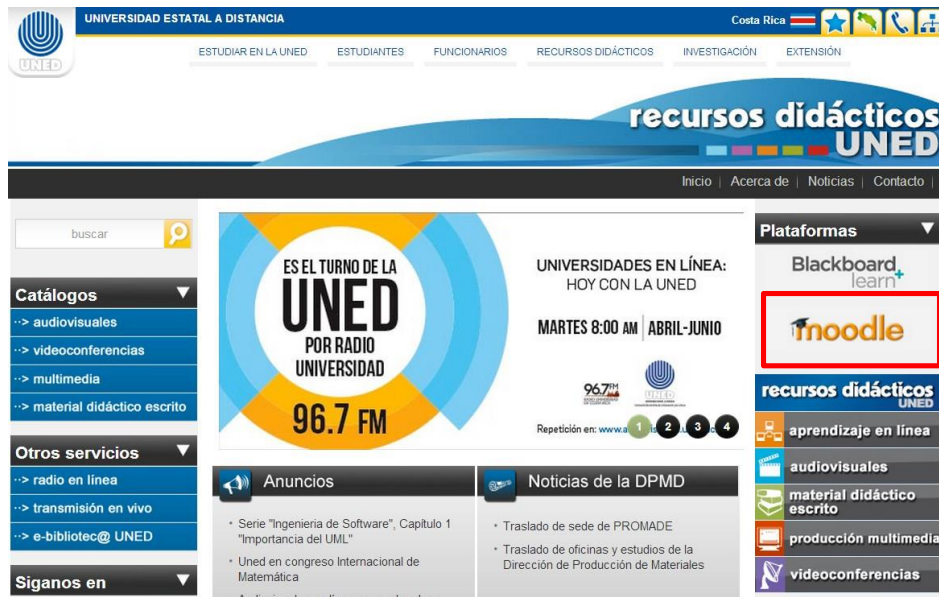 UNIVERSIDAD ESTATAL A DISTANCIA
Costa Rica
UNED
ESTUDIAR EN LA UNED
ESTUDIANTES
FUNCIONARIOS
RECURSOS DIDÁCTICOS
INVESTIGACIÓN
EXTENSIÓN
recursos didácticos
UNED
Inicio | Acerca de | Noticias | Contacto |
buscar
Catálogos
··> audiovisuales
··> videoconferencias
··> multimedia
··> material didáctico escrito
Otros servicios
··> radio en línea
··> transmisión en vivo
··> e-bibliotec@ UNED
Siganos en
ES EL TURNO DE LA
UNED
POR RADIO
UNIVERSIDAD
96.7 FM
UNIVERSIDADES EN LÍNEA:
HOY CON LA UNED
MARTES 8:00 AM | ABRIL-JUNIO
96.7FM
Repetición en:
1 2 3 4
Anuncios
• Serie "Ingenieria de Software", Capítulo 1
"Importancia del UML"
• Uned en congreso Internacional de
Matemática
Noticias de la DPMD
• Traslado de sede de PROMADE
• Traslado de oficinas y estudios de la
Dirección de Producción de Materiales
Plataformas
Blackboard
learn+
moodle
recursos didácticos
UNED
aprendizaje en línea
audiovisuales
material didáctico
escrito
producción multimedia
videoconferencias